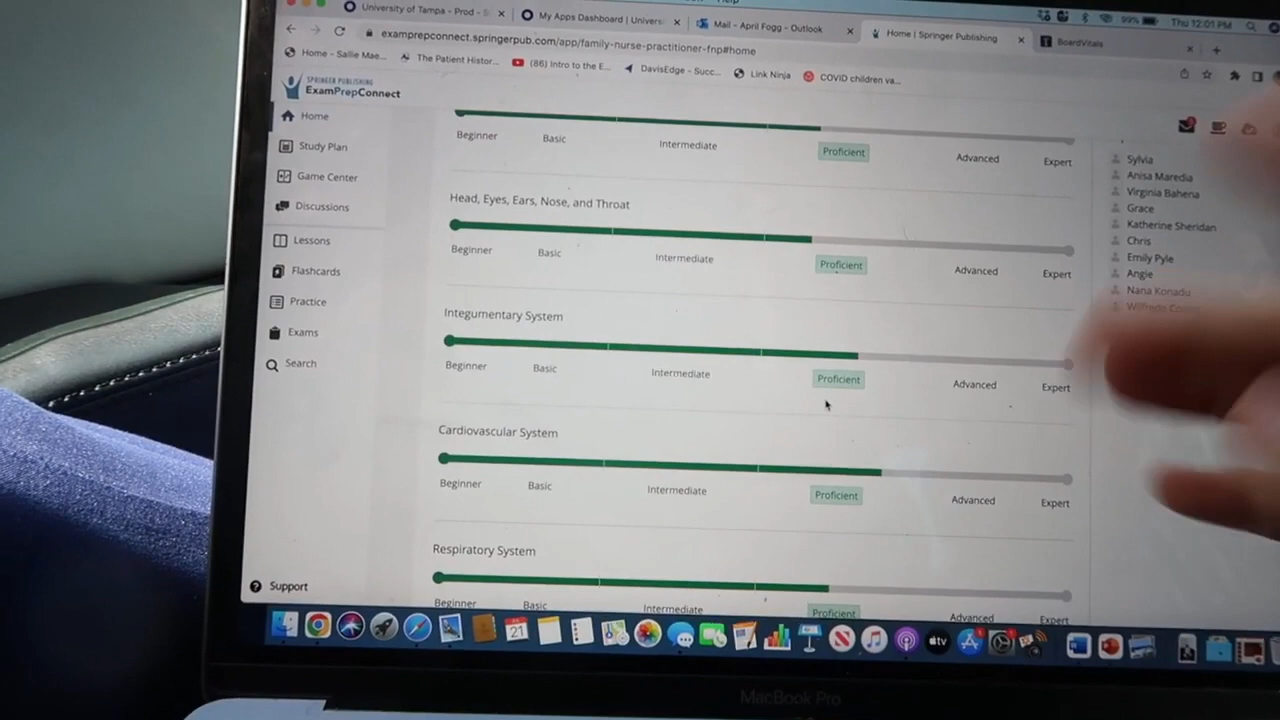 Help
99% Thu 12:01 PM
University of Tampa - Prod - S
My Apps Dashboard | Univers
Mail - April Fogg - Outlook
Home | Springer Publishing
BoardVitals
examprepconnect.springerpub.com/app/family-nurse-practitioner-fnp#home
Home - Sallie Mae...
The Patient Histor...
(86) Intro to the E...
DavisEdge - Succ...
Link Ninja
COVID children va...
SPRINGER PUBLISHING
ExamPrepConnect
Home
Study Plan
Game Center
Discussions
Lessons
Flashcards
Practice
Exams
Search
Support
Beginner Basic Intermediate Proficient Advanced Expert
Head, Eyes, Ears, Nose, and Throat
Beginner Basic Intermediate Proficient Advanced Expert
Integumentary System
Beginner Basic Intermediate Proficient Advanced Expert
Cardiovascular System
Beginner Basic Intermediate Proficient Advanced Expert
Respiratory System
Beginner Basic Intermediate Proficient Advanced Expert
Sylvia
Anisa Maredia
Virginia Bahena
Grace
Katherine Sheridan
Chris
Emily Pyle
Angie
Nana Konadu
Wilfredo
21
tv
MacBook Pro